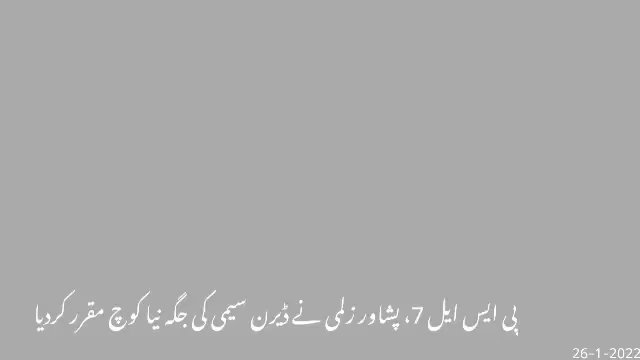 پی ایس ایل 7، پشاور زلمی نے ڈیرن سیمی کی جگہ نیا کوچ مقرر کردیا
26-1-2022